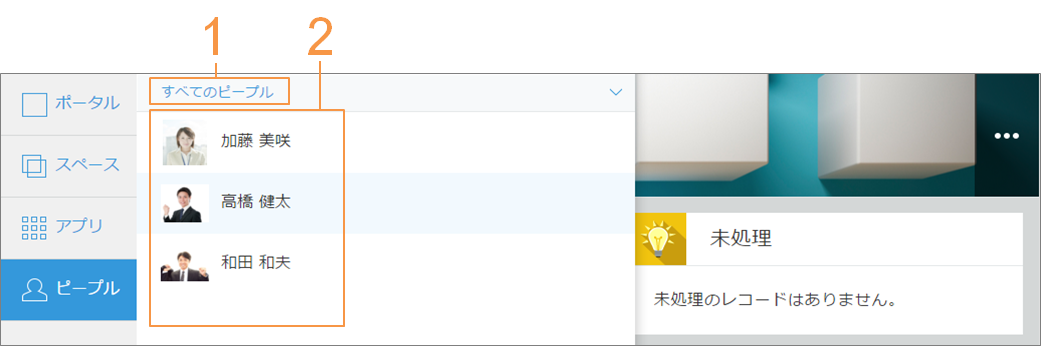 1
2
ポータル
スペース
アプリ
ピープル
すべてのピープル
加藤 美咲
高橋 健太
和田 和夫
未処理
未処理のレコードはありません。